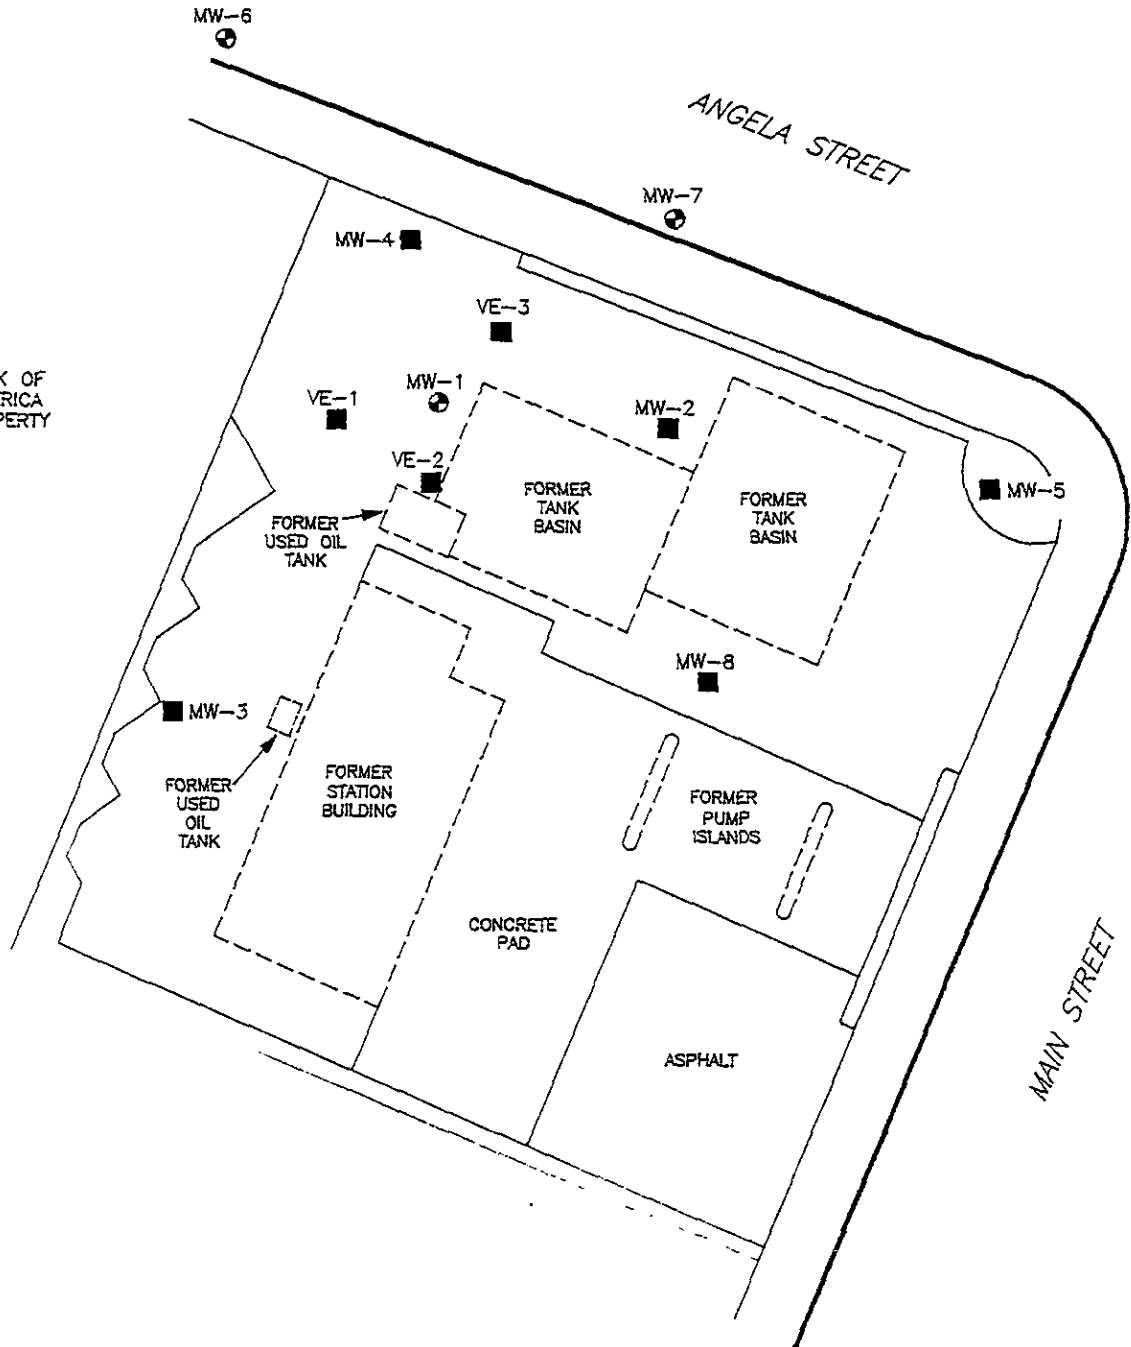 MW-6
ANGELA STREET
MW-7
MW-4
VE-3
OF
MW-1
VE-1
MW-2
VE-2
FORMER
TANK
BASIN
FORMER
TANK
BASIN
MW-5
FORMER
USED OIL
TANK
MW-8
MW-3
FORMER
STATION
BUILDING
FORMER
USED
OIL
TANK
FORMER
PUMP
ISLANDS
CONCRETE
PAD
MAIN STREET
ASPHALT